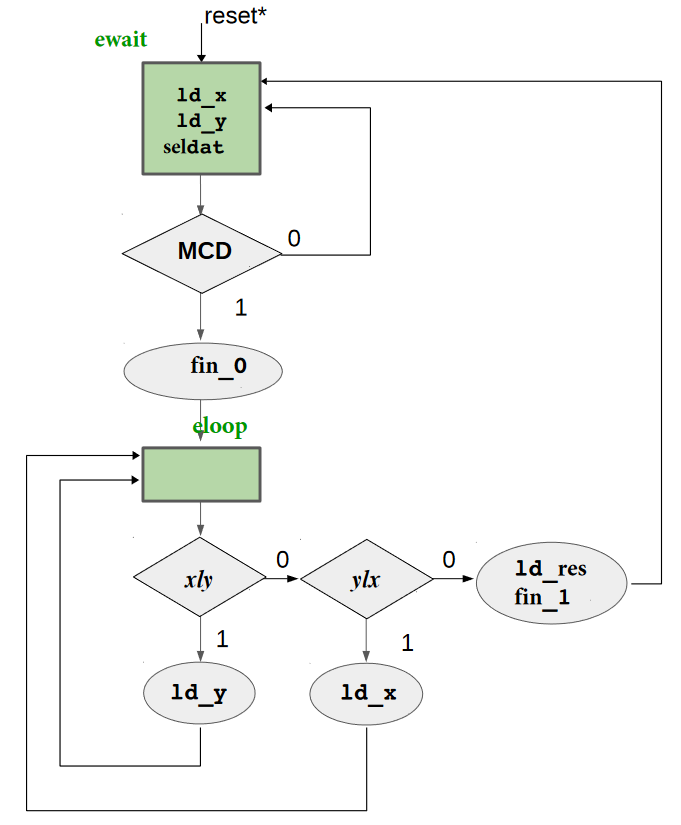 reset*
ewait
ld_x
ld_y
seldat
MCD
0
1
fin_0
eloop
xly
0
ylx
0
ld_res
fin_1
1
1
ld_y
ld_x